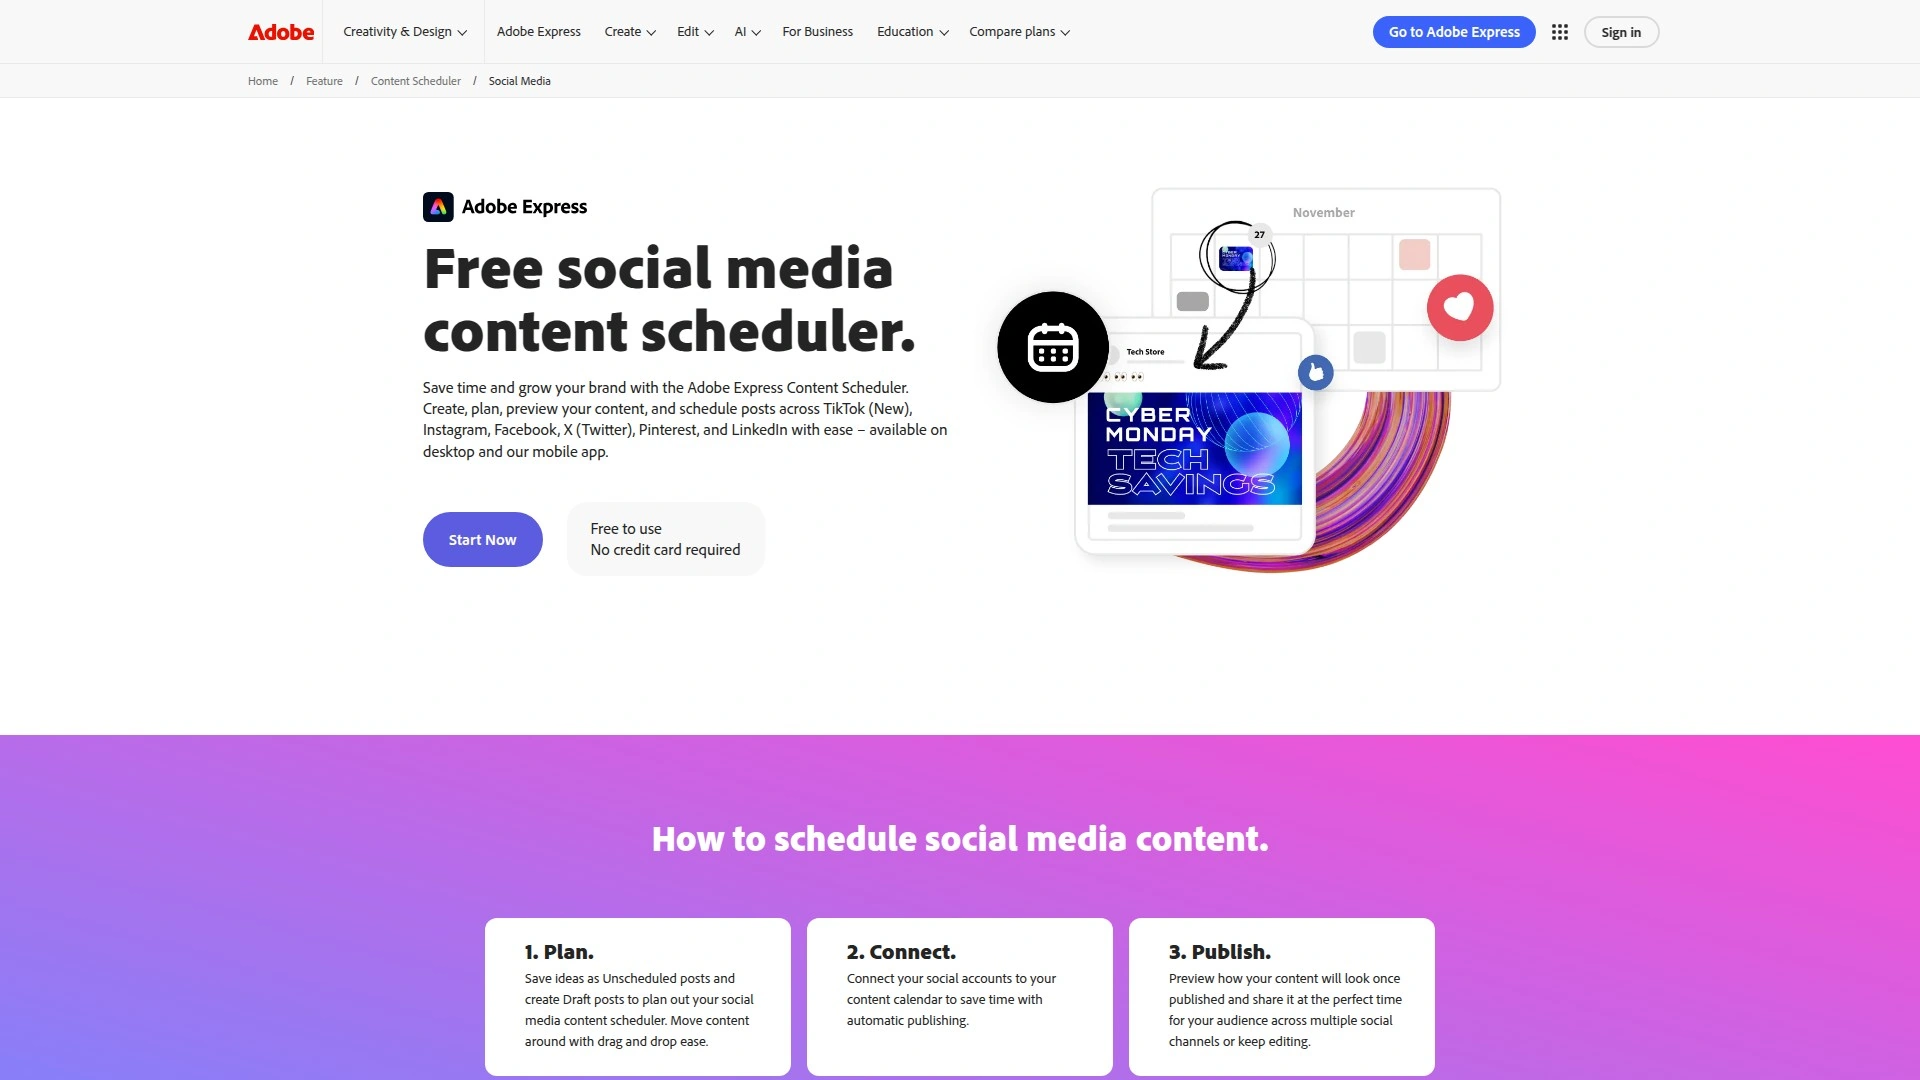 Adobe
Creativity & Design
Adobe Express
Create
Edit
AI
For Business
Education
Compare plans
Go to Adobe Express
Sign in
Home / Feature / Content Scheduler / Social Media
Adobe Express
Free social media
content scheduler.
Save time and grow your brand with the Adobe Express Content Scheduler.
Create, plan, preview your content, and schedule posts across TikTok (New),
Instagram, Facebook, X (Twitter), Pinterest, and LinkedIn with ease – available on
desktop and our mobile app.
Start Now
Free to use
No credit card required
November
27
Tech Store
CYBER
MONDAY
TECH
SAVINGS
How to schedule social media content.
1. Plan.
Save ideas as Unscheduled posts and
create Draft posts to plan out your social
media content scheduler. Move content
around with drag and drop ease.
2. Connect.
Connect your social accounts to your
content calendar to save time with
automatic publishing.
3. Publish.
Preview how your content will look once
published and share it at the perfect time
for your audience across multiple social
channels or keep editing.